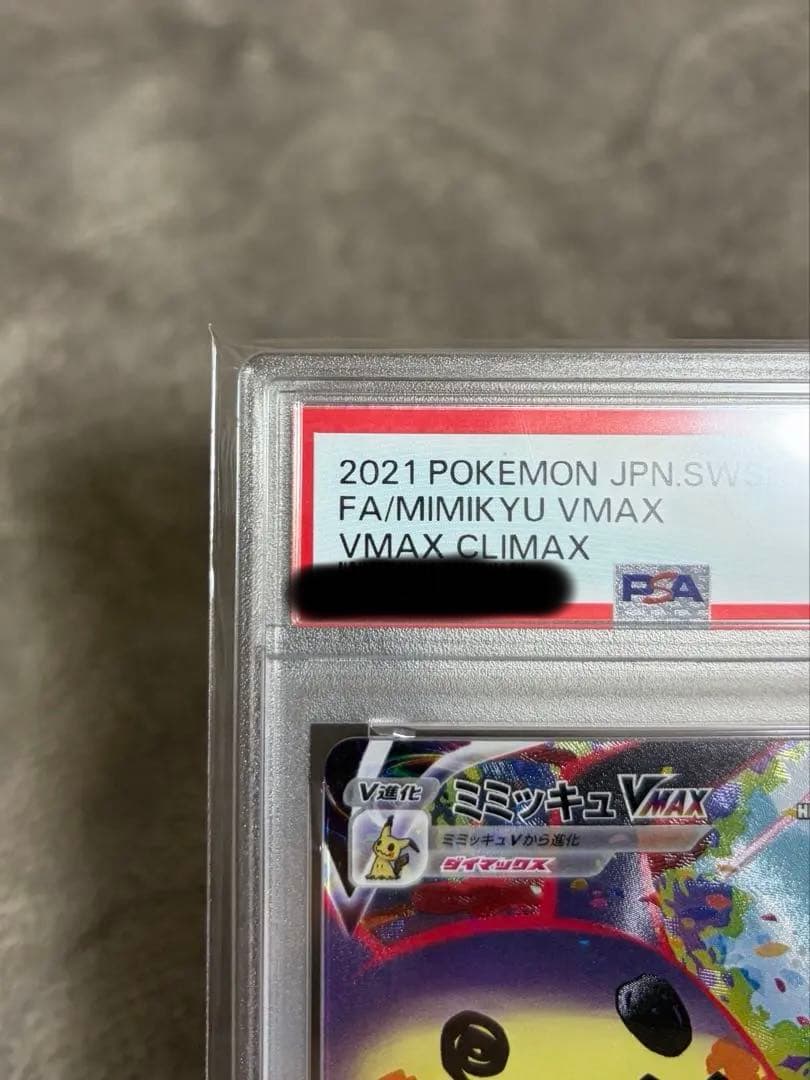 2021 POKEMON JPN.SWS
FA/MIMIKYU VMAX
VMAX CLIMAX
PSA
V進化
ミミッキュVMAX
H
ミミッキュVから進化
ダイマックス